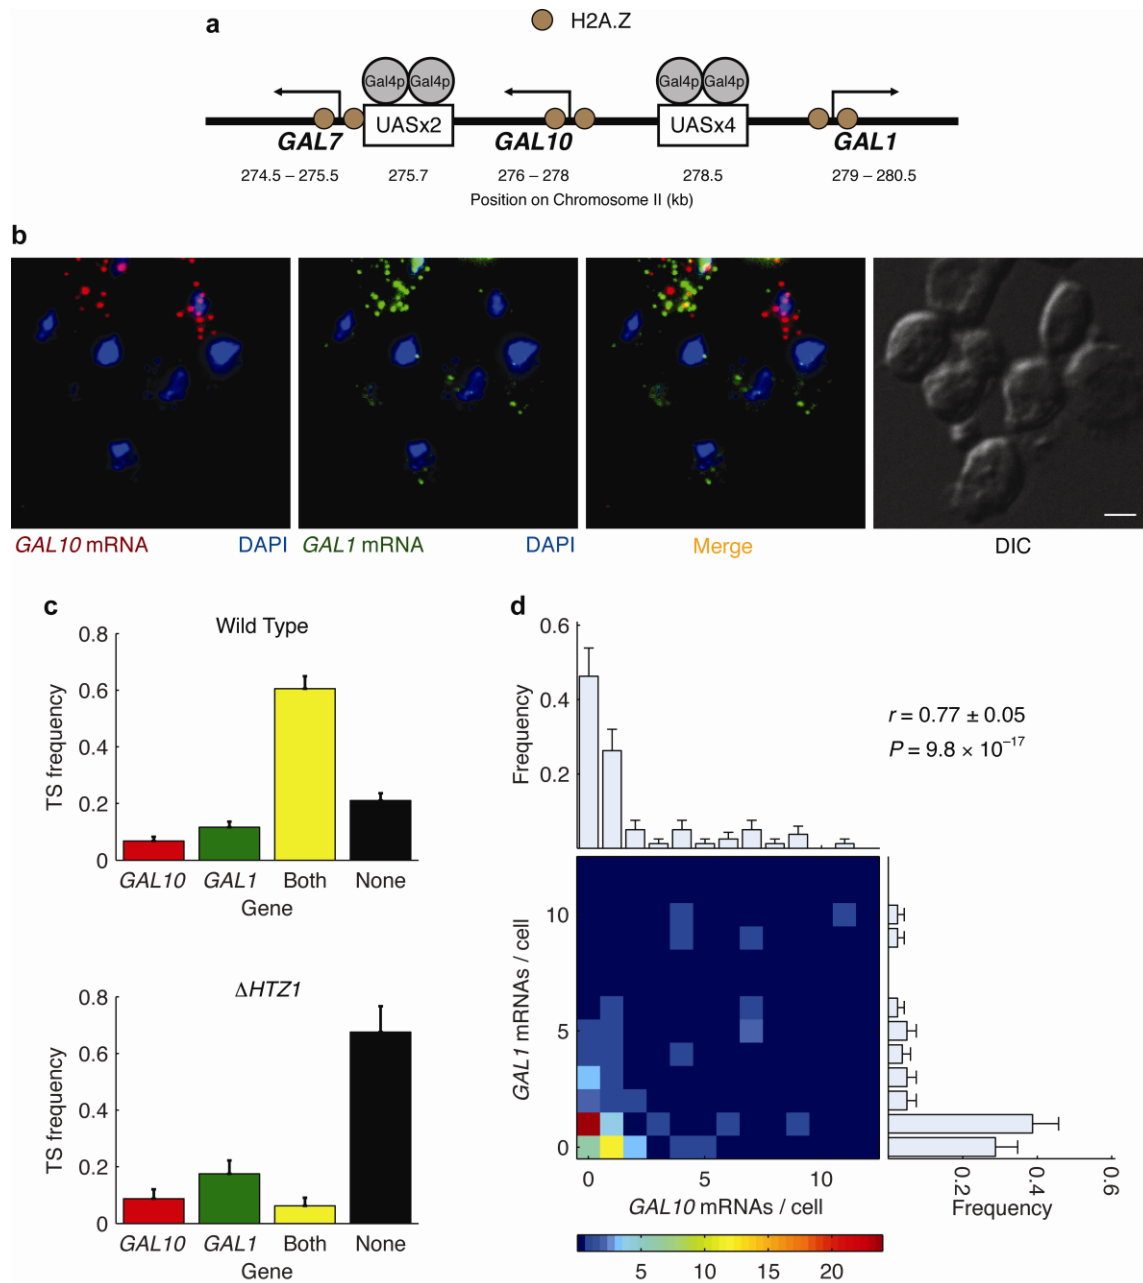 a
H2A.Z
Gal4p Gal4p Gal4p Gal4p
UASx2 UASx4
GAL7 GAL10 GAL1
274.5 – 275.5 275.7 276 – 278 278.5 279 – 280.5
Position on Chromosome II (kb)
b
GAL10 mRNA DAPI GAL1 mRNA DAPI Merge DIC
c
Wild Type
TS frequency
0.8
0.6
0.4
0.2
0
GAL10 GAL1 Both None
Gene
ΔHTZ1
TS frequency
0.8
0.6
0.4
0.2
0
GAL10 GAL1 Both None
Gene
d
Frequency
0.6
0.4
0.2
r = 0.77 ± 0.05
P = 9.8 × 10⁻¹⁷
GAL1 mRNAs / cell
10
5
0
0 5 10
GAL10 mRNAs / cell
0.2 0.4 0.6
Frequency
5 10 15 20